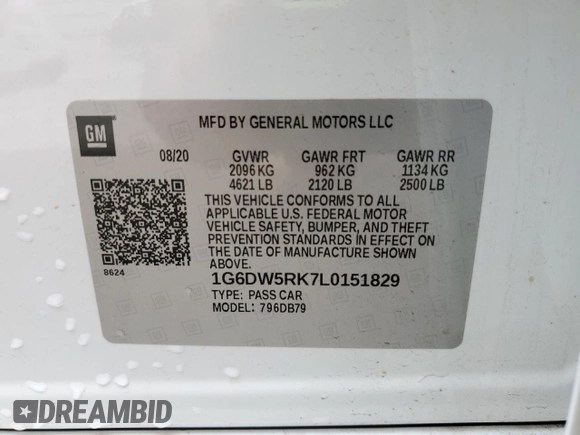 GM
MFD BY GENERAL MOTORS LLC
08/20 GVWR GAWR FRT GAWR RR
2096 KG 962 KG 1134 KG
4621 LB 2120 LB 2500 LB
THIS VEHICLE CONFORMS TO ALL
APPLICABLE U.S. FEDERAL MOTOR
VEHICLE SAFETY, BUMPER, AND THEFT
PREVENTION STANDARDS IN EFFECT ON
THE DATE OF MANUFACTURE SHOWN
ABOVE.
8624
1G6DW5RK7L0151829
TYPE: PASS CAR
MODEL: 796DB79
DREAMBID